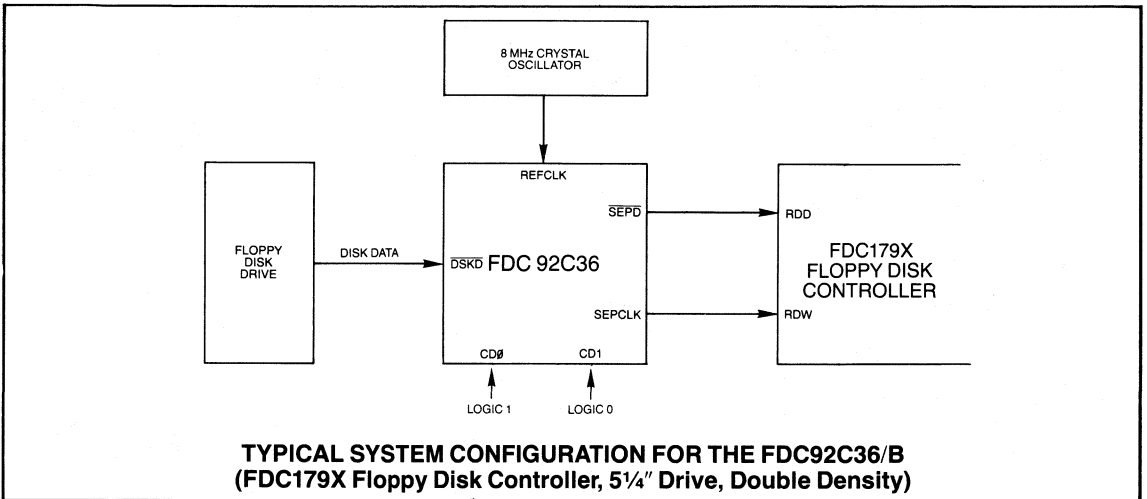 8 MHz CRYSTAL
OSCILLATOR
REFCLK
SEPD
RDD
FLOPPY
DISK
DRIVE
DISK DATA
DSKD
FDC 92C36
FDC179X
FLOPPY DISK
CONTROLLER
SEPCLK
RDW
CD0
CD1
LOGIC 1
LOGIC 0
TYPICAL SYSTEM CONFIGURATION FOR THE FDC92C36/B
(FDC179X Floppy Disk Controller, 5¼″ Drive, Double Density)